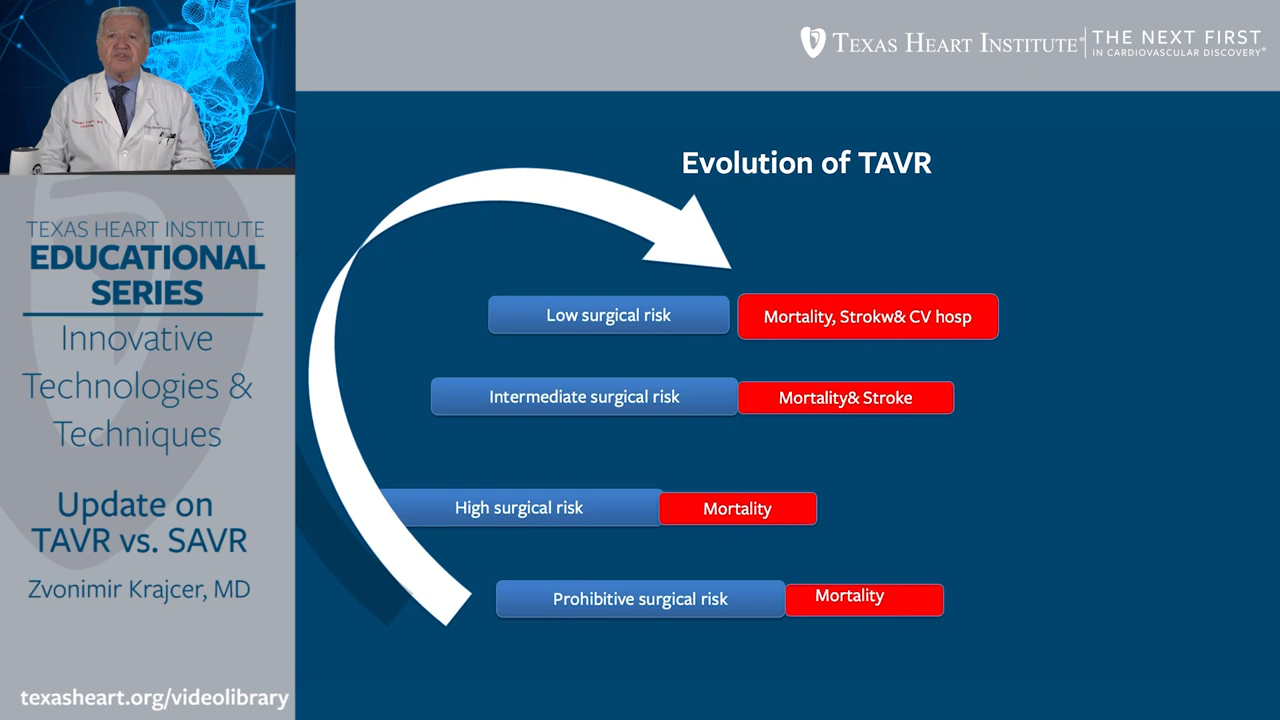 TEXAS HEART INSTITUTE®
THE NEXT FIRST
IN CARDIOVASCULAR DISCOVERY®
TEXAS HEART INSTITUTE
EDUCATIONAL
SERIES
Innovative
Technologies &
Techniques
Update on
TAVR vs. SAVR
Zvonimir Krajcer, MD
texasheart.org/videolibrary
Evolution of TAVR
Low surgical risk
Mortality, Strokw& CV hosp
Intermediate surgical risk
Mortality& Stroke
High surgical risk
Mortality
Prohibitive surgical risk
Mortality